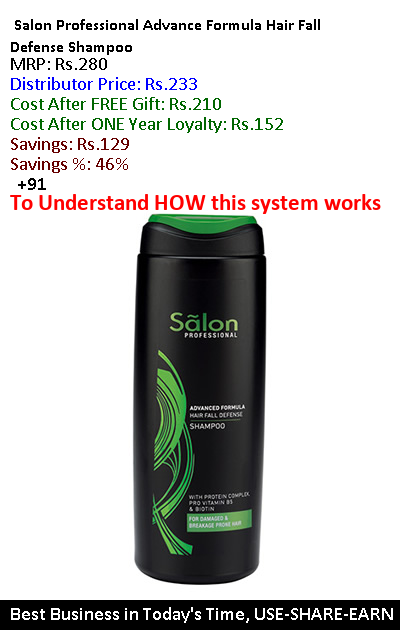 Salon Professional Advance Formula Hair Fall
Defense Shampoo
MRP: Rs.280
Distributor Price: Rs.233
Cost After FREE Gift: Rs.210
Cost After ONE Year Loyalty: Rs.152
Savings: Rs.129
Savings %: 46%
+91
To Understand HOW this system works
Sãlon
PROFESSIONAL
ADVANCED FORMULA
HAIR FALL DEFENSE
SHAMPOO
WITH PROTEIN COMPLEX,
PRO VITAMIN B5
& BIOTIN
FOR DAMAGED &
BREAKAGE PRONE HAIR
Best Business in Today's Time, USE-SHARE-EARN